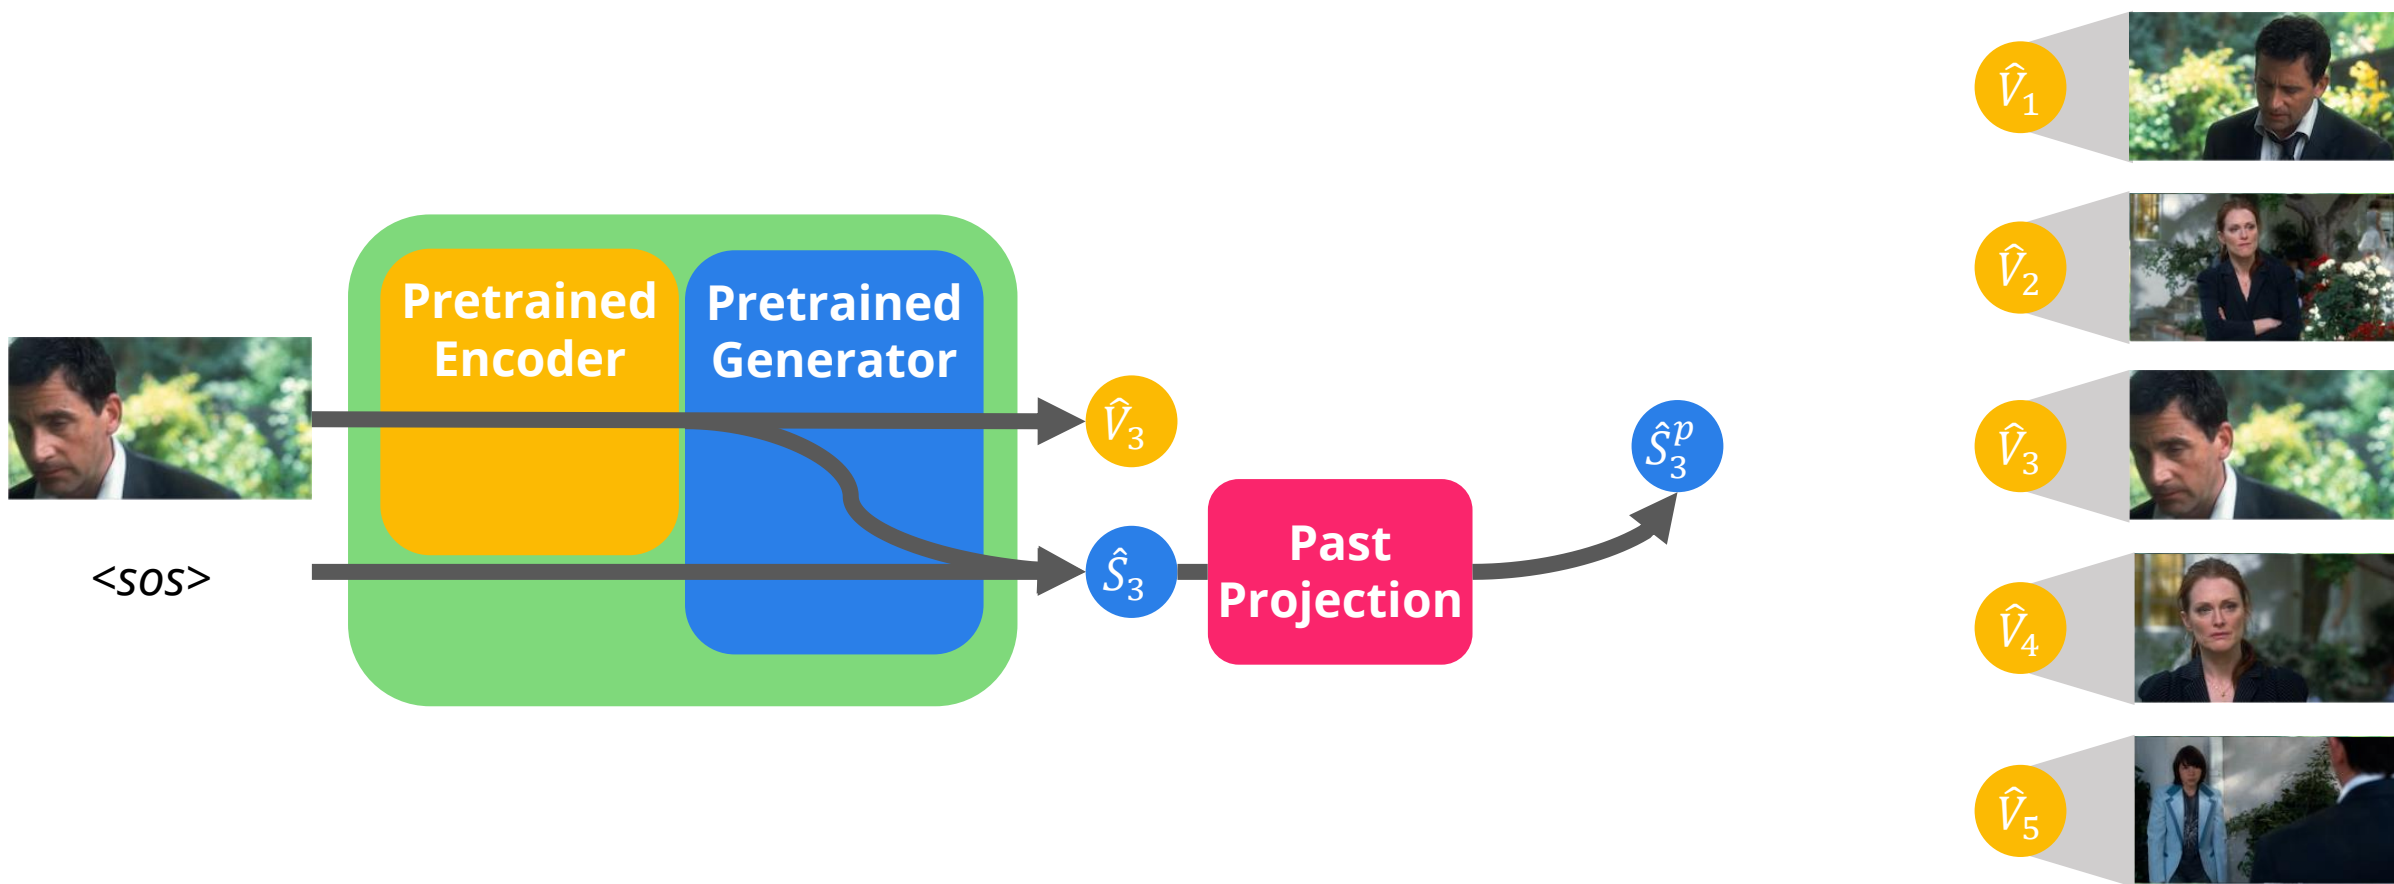 Pretrained
Encoder
Pretrained
Generator
<sos>
V̂₃
Ŝ₃
Past
Projection
Ŝ₃ᵖ
V̂₁
V̂₂
V̂₃
V̂₄
V̂₅